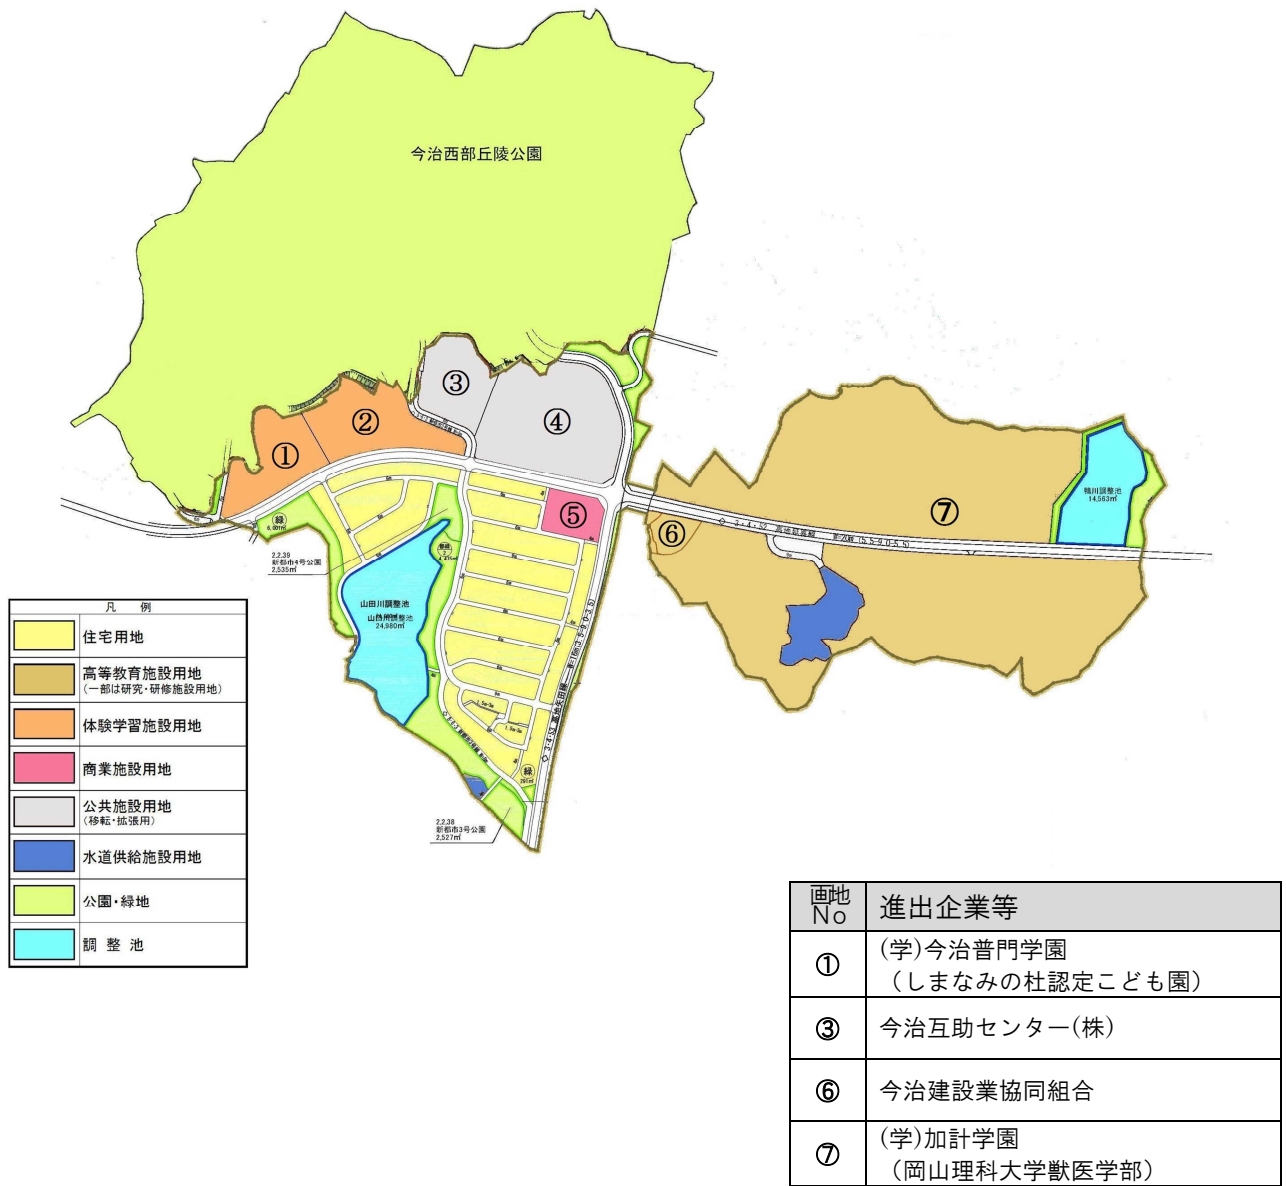 今治西部丘陵公園
③
④
②
①
⑤
⑥
⑦
鴨川調整池
14,563㎡
緑
6,001㎡
2.2.39
新都市4号公園
2,535㎡
山田川調整池
24,980㎡
緑
291㎡
2.2.38
新都市3号公園
2,527㎡
凡 例
住宅用地
高等教育施設用地
(一部は研究・研修施設用地)
体験学習施設用地
商業施設用地
公共施設用地
(移転・拡張用)
水道供給施設用地
公園・緑地
調 整 池
画地
No
進出企業等
①
(学)今治普門学園
（しまなみの杜認定こども園）
③
今治互助センター(株)
⑥
今治建設業協同組合
⑦
(学)加計学園
（岡山理科大学獣医学部）